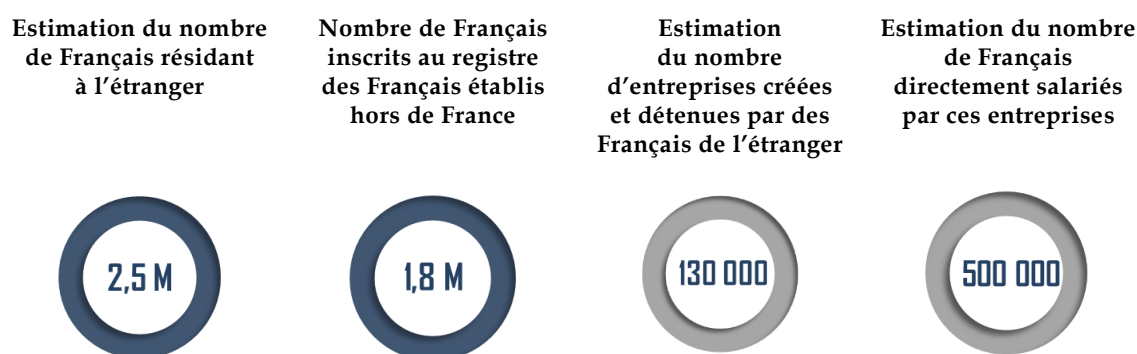 Estimation du nombre
de Français résidant
à l’étranger
Nombre de Français
inscrits au registre
des Français établis
hors de France
Estimation
du nombre
d’entreprises créées
et détenues par des
Français de l’étranger
Estimation du nombre
de Français
directement salariés
par ces entreprises
2,5 M
1,8 M
130 000
500 000